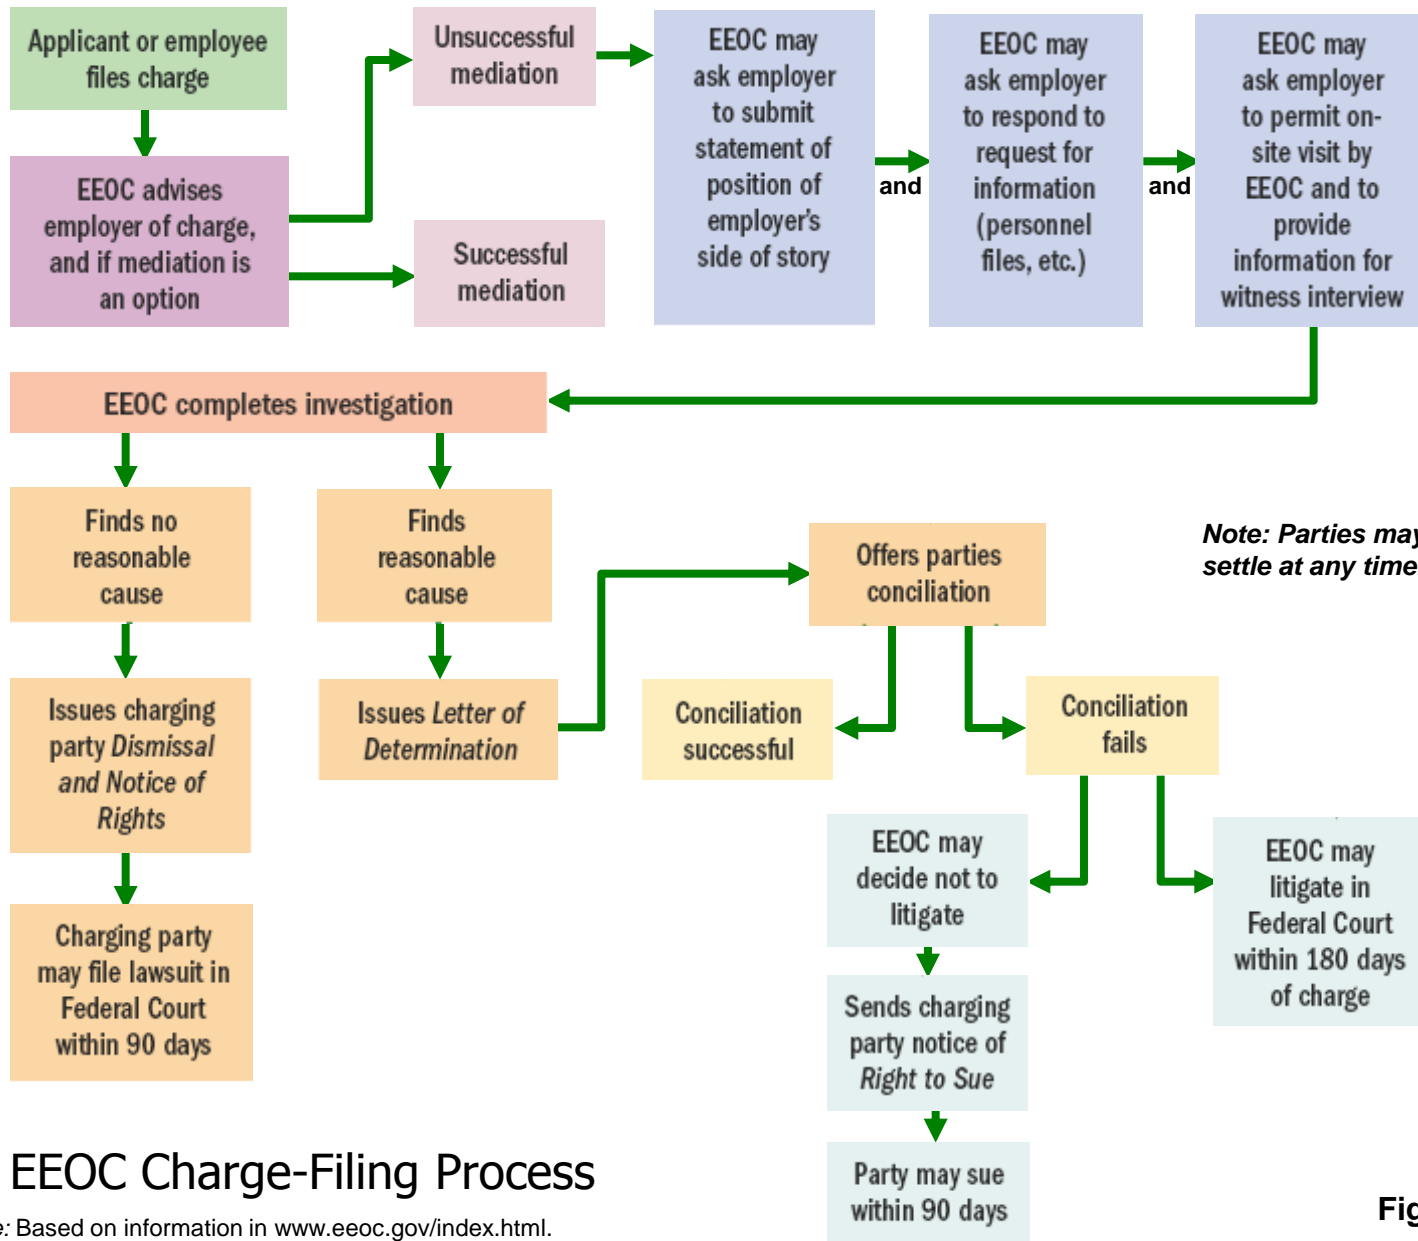 Applicant or employee
files charge
EEOC advises
employer of charge,
and if mediation is
an option
Unsuccessful
mediation
Successful
mediation
EEOC may
ask employer
to submit
statement of
position of
employer's
side of story
and
EEOC may
ask employer
to respond to
request for
information
(personnel
files, etc.)
and
EEOC may
ask employer
to permit on-
site visit by
EEOC and to
provide
information for
witness interview
EEOC completes investigation
Finds no
reasonable
cause
Finds
reasonable
cause
Offers parties
conciliation
Note: Parties may
settle at any time
Issues charging
party Dismissal
and Notice of
Rights
Issues Letter of
Determination
Conciliation
successful
Conciliation
fails
Charging party
may file lawsuit in
Federal Court
within 90 days
EEOC may
decide not to
litigate
EEOC may
litigate in
Federal Court
within 180 days
of charge
Sends charging
party notice of
Right to Sue
Party may sue
within 90 days
EEOC Charge-Filing Process
e: Based on information in www.eeoc.gov/index.html.
Fig